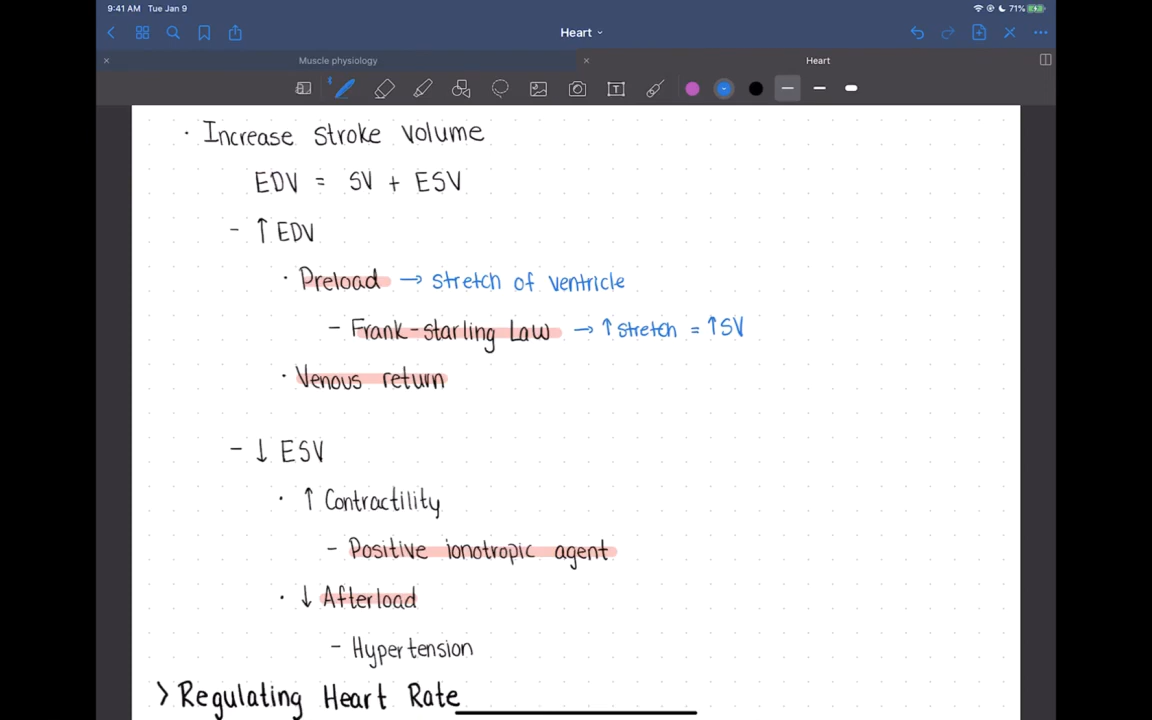 9:41 AM Tue Jan 9
71%
Heart
Muscle physiology
Heart
· Increase stroke volume
EDV = SV + ESV
- ↑ EDV
· Preload → stretch of ventricle
- Frank-starling Law → ↑ stretch = ↑ SV
· Venous return
- ↓ ESV
· ↑ Contractility
- Positive ionotropic agent
· ↓ Afterload
- Hypertension
> Regulating Heart Rate